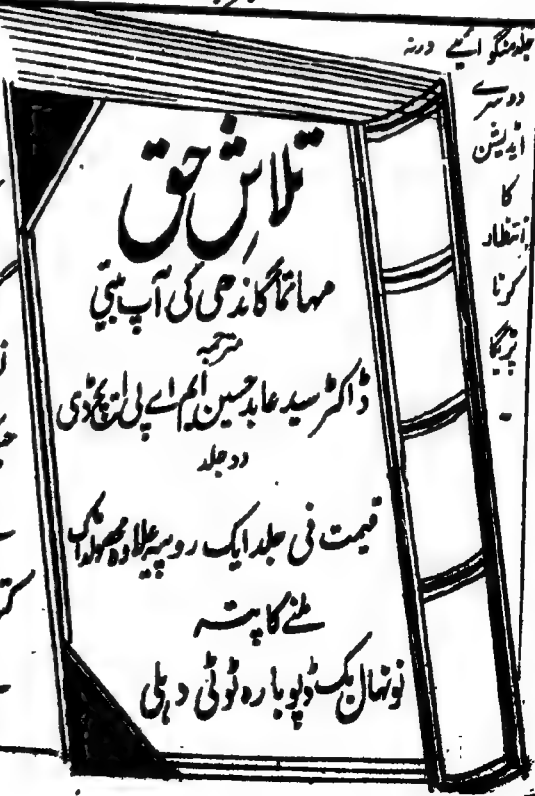 جلد منگوائیے ورنہ
دوسرے
ایڈیشن
کا
انتظار
کرنا
پڑیگا
-
تلاشِ حق
مہاتما گاندھی کی آپ بیتی
مترجمہ
ڈاکٹر سید عابد حسین ایم اے پی ایچ ڈی
دو جلد
قیمت فی جلد ایک روپیہ علاوہ محصولڈاک
ملنے کا پتہ
نونہال بک ڈپو بارہ ٹوٹی دہلی